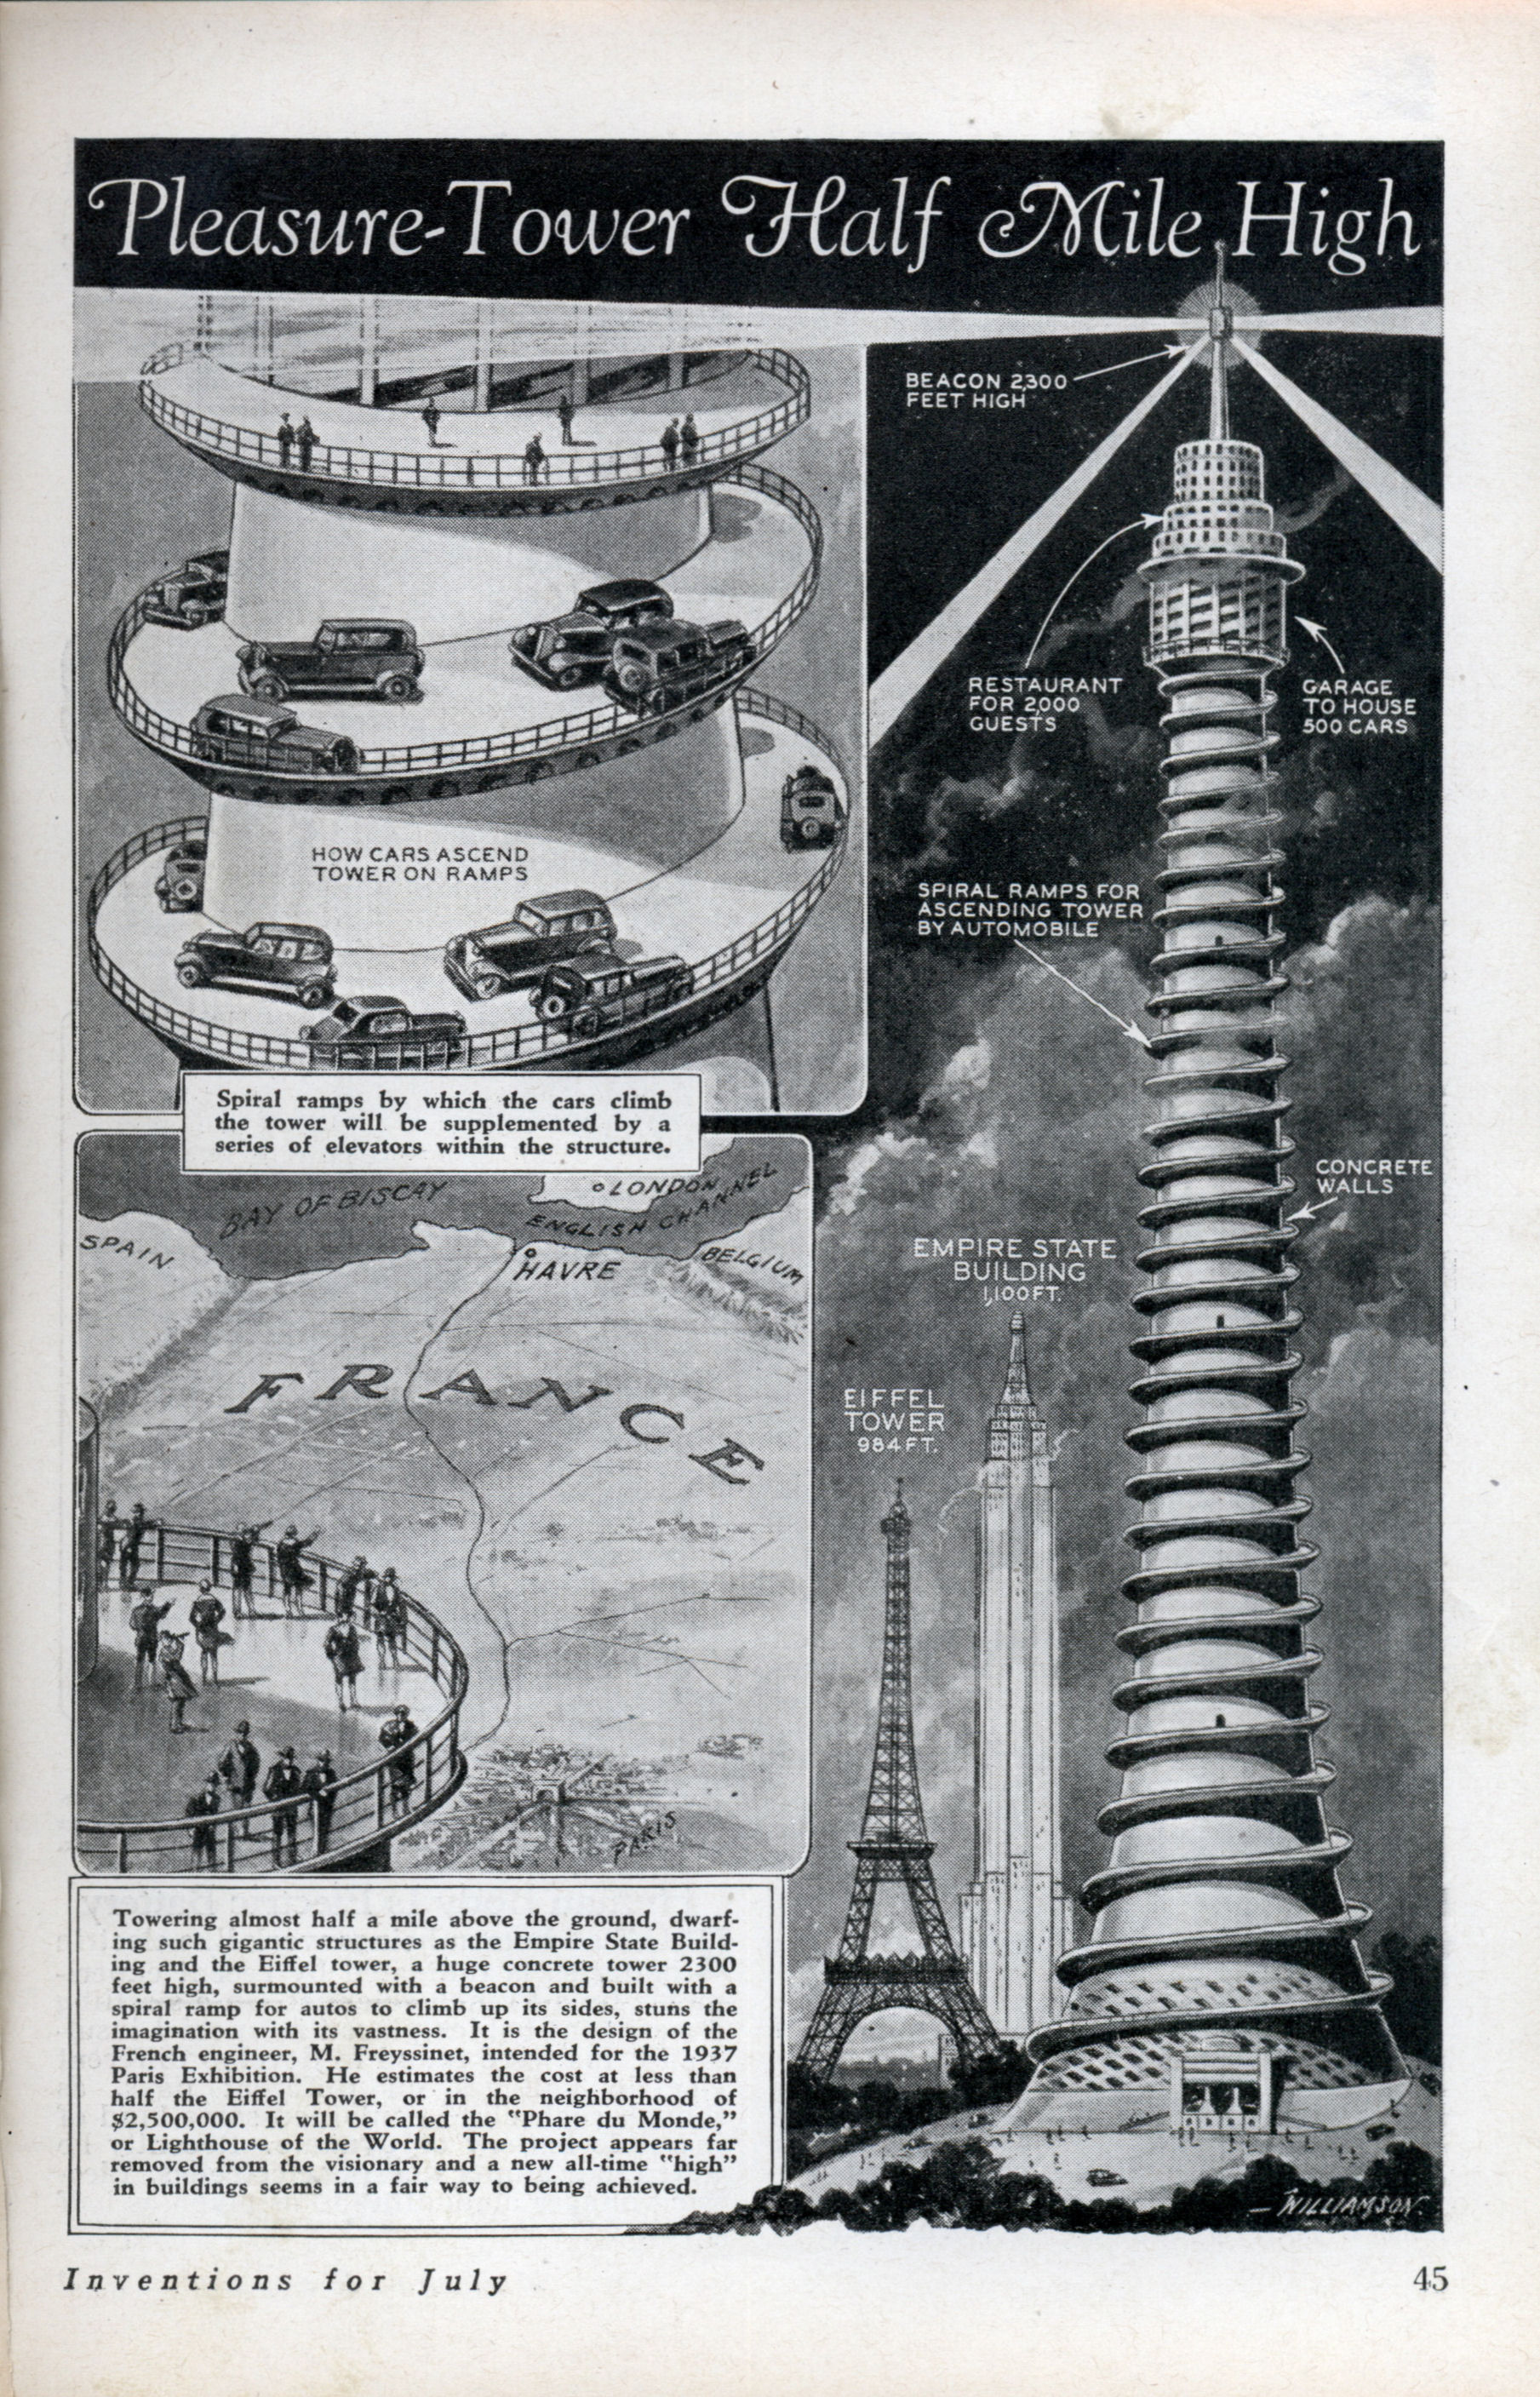 Pleasure-Tower Half Mile High
BEACON 2,300
FEET HIGH
RESTAURANT
FOR 2,000
GUESTS
GARAGE
TO HOUSE
500 CARS
HOW CARS ASCEND
TOWER ON RAMPS
SPIRAL RAMPS FOR
ASCENDING TOWER
BY AUTOMOBILE
Spiral ramps by which the cars climb
the tower will be supplemented by a
series of elevators within the structure.
CONCRETE
WALLS
BAY OF BISCAY
LONDON
ENGLISH CHANNEL
SPAIN
HAVRE
BELGIUM
FRANCE
PARIS
EMPIRE STATE
BUILDING
1,100 FT.
EIFFEL
TOWER
984 FT.
Towering almost half a mile above the ground, dwarf-
ing such gigantic structures as the Empire State Build-
ing and the Eiffel tower, a huge concrete tower 2300
feet high, surmounted with a beacon and built with a
spiral ramp for autos to climb up its sides, stuns the
imagination with its vastness. It is the design of the
French engineer, M. Freyssinet, intended for the 1937
Paris Exhibition. He estimates the cost at less than
half the Eiffel Tower, or in the neighborhood of
$2,500,000. It will be called the "Phare du Monde,"
or Lighthouse of the World. The project appears far
removed from the visionary and a new all-time "high"
in buildings seems in a fair way to being achieved.
—WILLIAMSON
Inventions for July
45